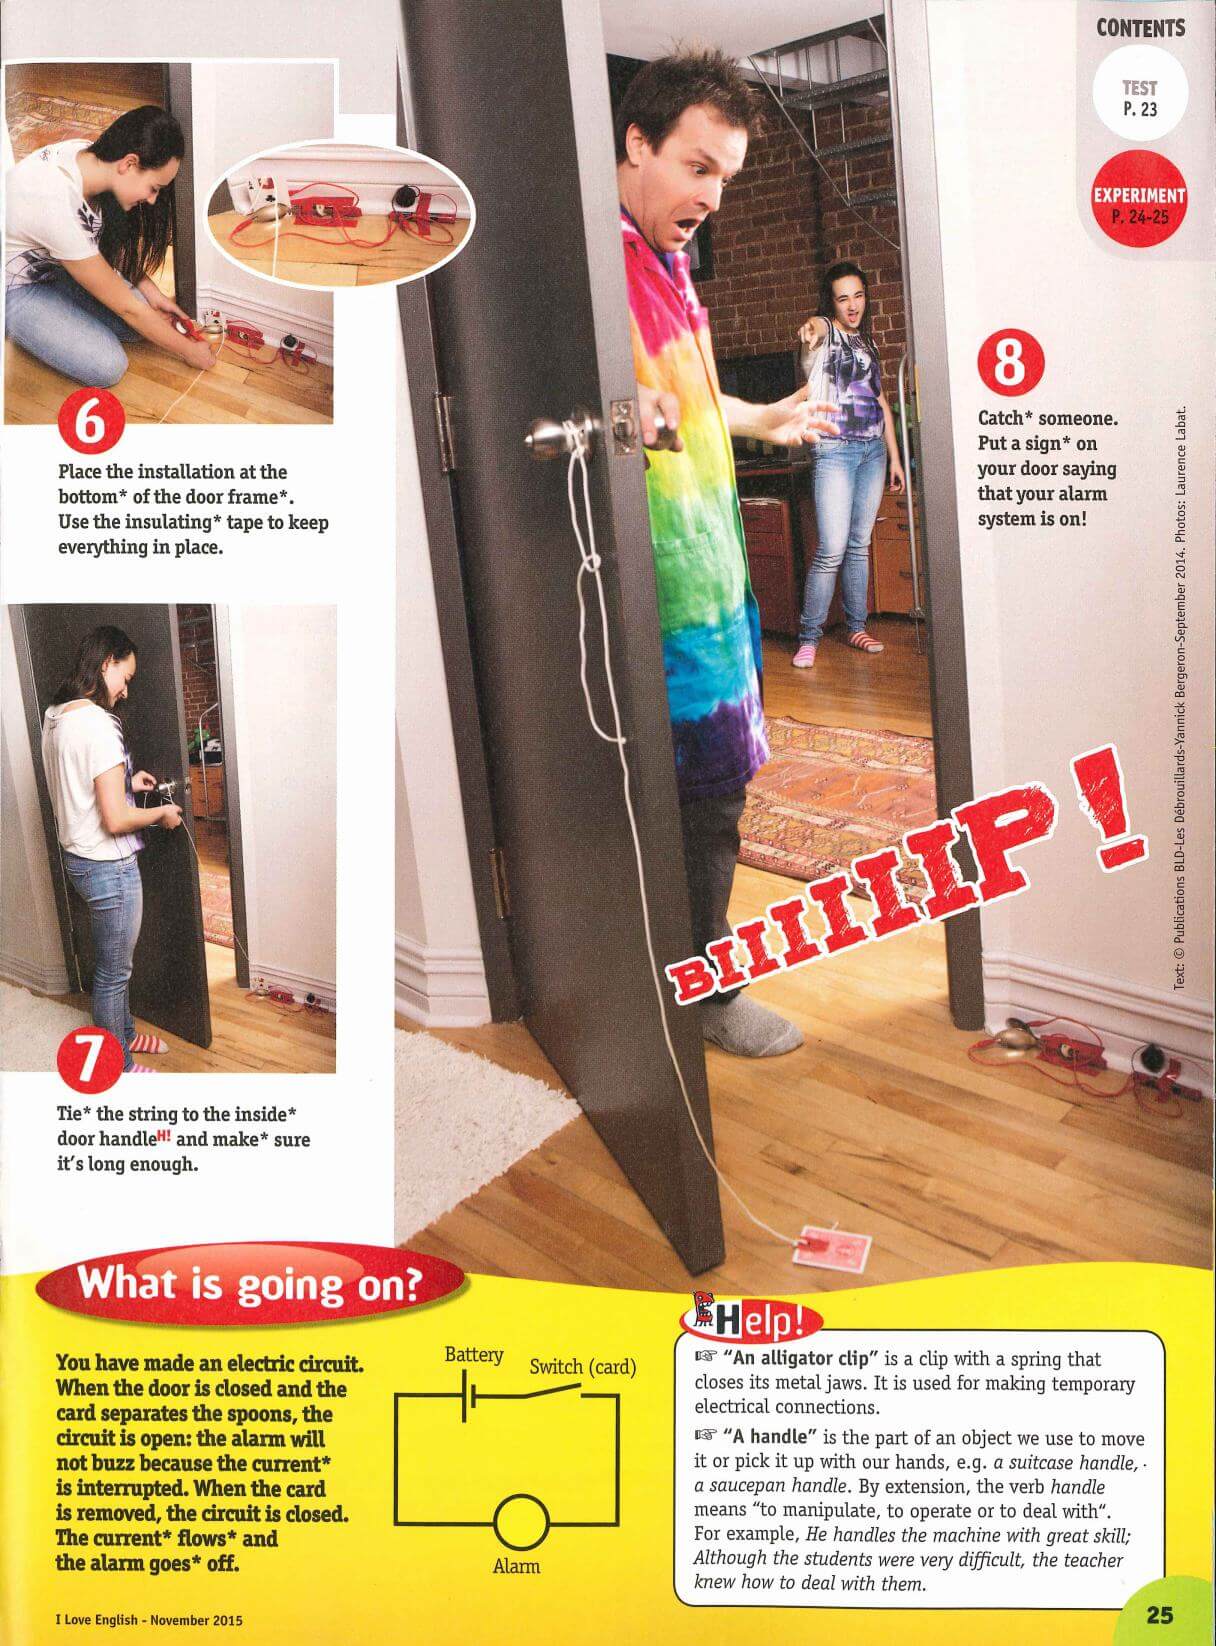 CONTENTS
TEST
P. 23
EXPERIMENT
P. 24-25
6
Place the installation at the
bottom* of the door frame*.
Use the insulating* tape to keep
everything in place.
7
Tie* the string to the inside*
door handleH! and make* sure
it's long enough.
8
Catch* someone.
Put a sign* on
your door saying
that your alarm
system is on!
BIIIIIIP!
Text: © Publications BLD-Les Débrouillards-Yannick Bergeron-September 2014. Photos: Laurence Labat.
What is going on?
You have made an electric circuit.
When the door is closed and the
card separates the spoons, the
circuit is open: the alarm will
not buzz because the current*
is interrupted. When the card
is removed, the circuit is closed.
The current* flows* and
the alarm goes* off.
Battery
Switch (card)
Alarm
Help!
☞ “An alligator clip” is a clip with a spring that
closes its metal jaws. It is used for making temporary
electrical connections.
☞ “A handle” is the part of an object we use to move
it or pick it up with our hands, e.g. a suitcase handle,
a saucepan handle. By extension, the verb handle
means “to manipulate, to operate or to deal with“.
For example, He handles the machine with great skill;
Although the students were very difficult, the teacher
knew how to deal with them.
I Love English - November 2015
25